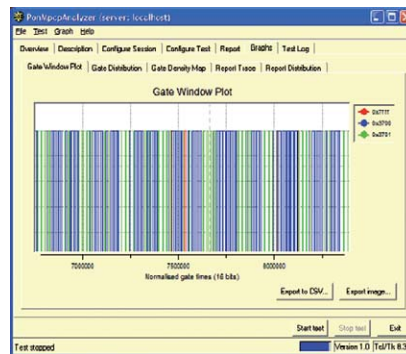 PonMpcpAnalyzer (server: localhost)
File Test Graph Help
Overview Description Configure Session Configure Test Report Graphs Test Log
Gate Window Plot Gate Distribution Gate Density Map Report Trace Report Distribution
Gate Window Plot
0x7fff
0x3700
0x3701
7000000 7500000 8000000
Normalised gate times (16 bits)
Export to CSV... Export image...
Start test Stop test Exit
Test stopped Version 1.0 Tcl/Tk 8.3